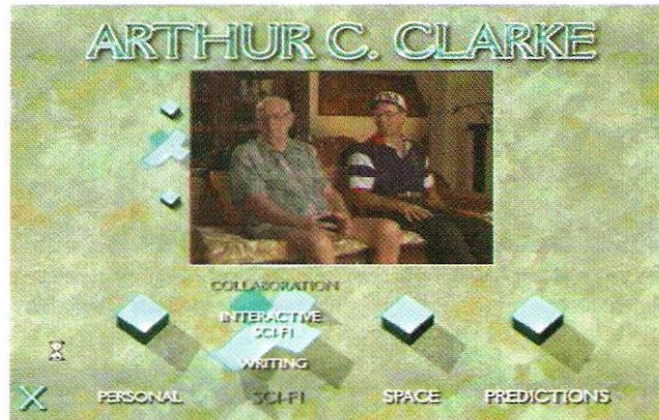 ARTHUR C. CLARKE
COLLABORATION
INTERACTIVE
SCI-FI
WRITING
PERSONAL
SCI-FI
SPACE
PREDICTIONS